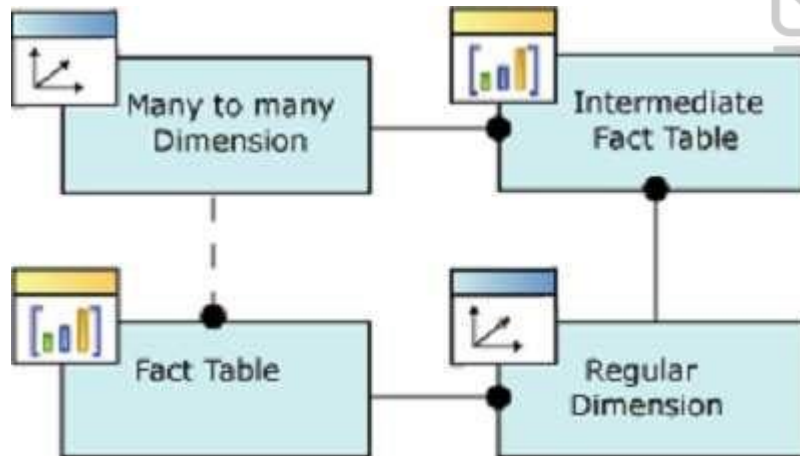 Many to many
Dimension
Intermediate
Fact Table
Fact Table
Regular
Dimension